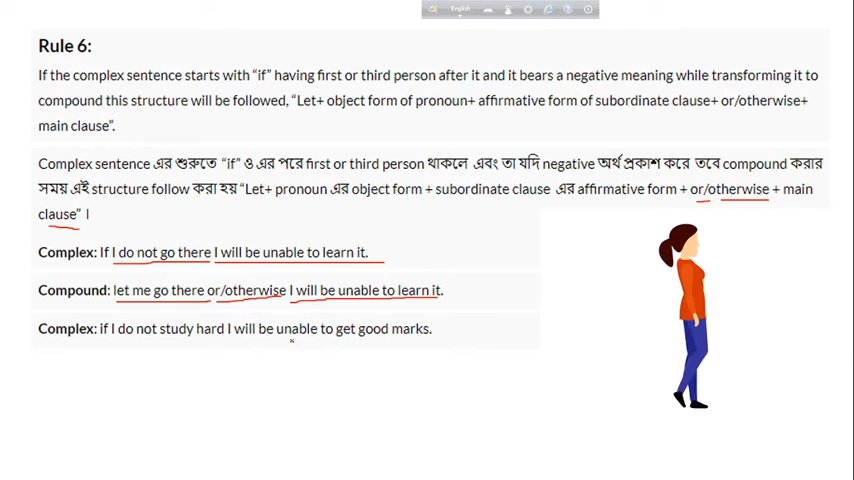 অ English
Rule 6:
If the complex sentence starts with “if” having first or third person after it and it bears a negative meaning while transforming it to
compound this structure will be followed, “Let+ object form of pronoun+ affirmative form of subordinate clause+ or/otherwise+
main clause”.
Complex sentence এর শুরুতে “if” ও এর পরে first or third person থাকলে এবং তা যদি negative অর্থ প্রকাশ করে তবে compound করার
সময় এই structure follow করা হয় “Let+ pronoun এর object form + subordinate clause এর affirmative form + or/otherwise + main
clause” ।
Complex: If I do not go there I will be unable to learn it.
Compound: let me go there or/otherwise I will be unable to learn it.
Complex: if I do not study hard I will be unable to get good marks.